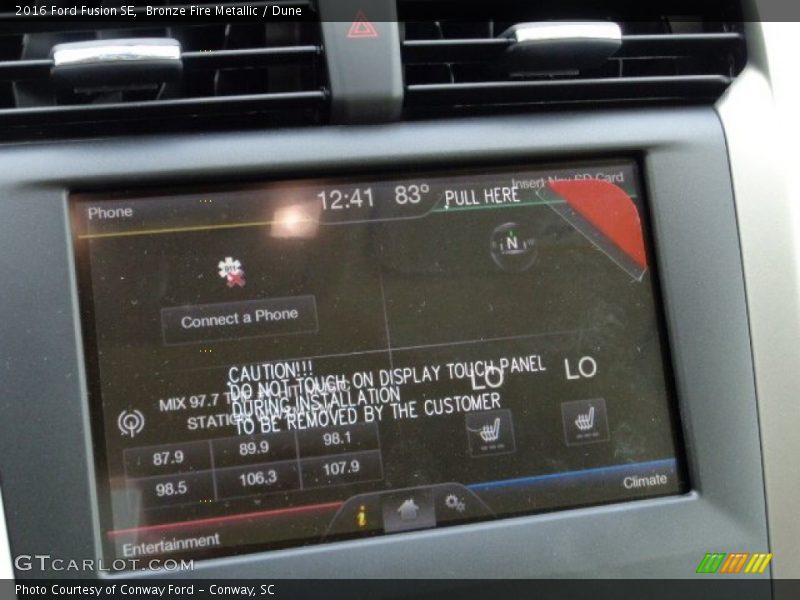 2016 Ford Fusion SE,  Bronze Fire Metallic / Dune
Phone
12:41
83°
PULL HERE
Insert Nav SD Card
N
911
Connect a Phone
CAUTION!!!
DO NOT TOUCH ON DISPLAY TOUCH PANEL
DURING INSTALLATION
TO BE REMOVED BY THE CUSTOMER
MIX 97.7
LO
LO
87.9
89.9
98.1
98.5
106.3
107.9
Climate
Entertainment
GTCARLOT.COM
Photo Courtesy of Conway Ford - Conway, SC